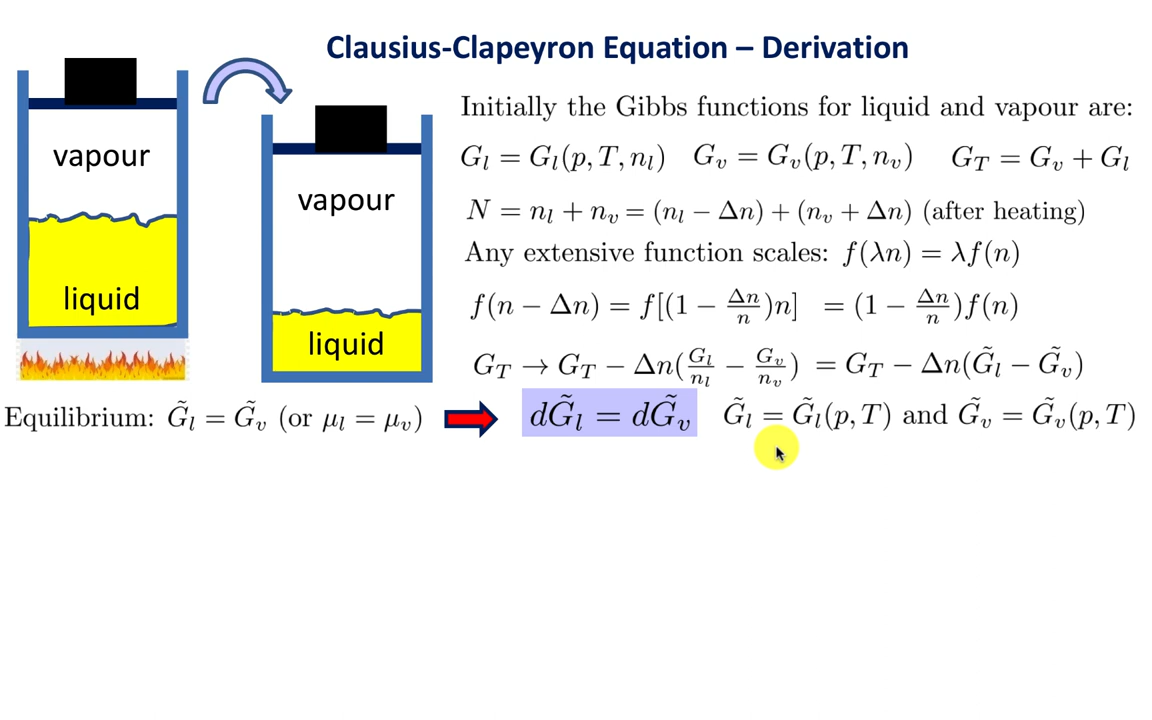 Clausius-Clapeyron Equation – Derivation
vapour
liquid
vapour
liquid
Initially the Gibbs functions for liquid and vapour are:
G_l = G_l(p, T, n_l)   G_v = G_v(p, T, n_v)   G_T = G_v + G_l
N = n_l + n_v = (n_l − Δn) + (n_v + Δn) (after heating)
Any extensive function scales: f(λn) = λf(n)
f(n − Δn) = f[(1 − Δn/n)n] = (1 − Δn/n)f(n)
G_T → G_T − Δn(G_l/n_l − G_v/n_v) = G_T − Δn(G̃_l − G̃_v)
Equilibrium: G̃_l = G̃_v (or μ_l = μ_v)   dG̃_l = dG̃_v   G̃_l = G̃_l(p, T) and G̃_v = G̃_v(p, T)